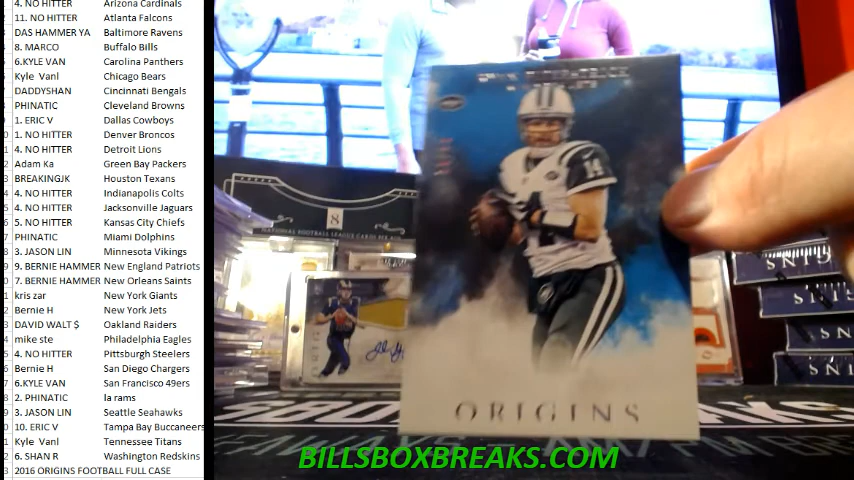 4. NO HITTER Arizona Cardinals
11. NO HITTER Atlanta Falcons
DAS HAMMER YA Baltimore Ravens
8. MARCO Buffalo Bills
6.KYLE VAN Carolina Panthers
Kyle Vanl Chicago Bears
DADDYSHAN Cincinnati Bengals
PHINATIC Cleveland Browns
1. ERIC V Dallas Cowboys
1. NO HITTER Denver Broncos
4. NO HITTER Detroit Lions
Adam Ka Green Bay Packers
BREAKINGJK Houston Texans
4. NO HITTER Indianapolis Colts
4. NO HITTER Jacksonville Jaguars
5. NO HITTER Kansas City Chiefs
PHINATIC Miami Dolphins
3. JASON LIN Minnesota Vikings
9. BERNIE HAMMER New England Patriots
7. BERNIE HAMMER New Orleans Saints
kris zar New York Giants
Bernie H New York Jets
DAVID WALT $ Oakland Raiders
mike ste Philadelphia Eagles
4. NO HITTER Pittsburgh Steelers
Bernie H San Diego Chargers
6.KYLE VAN San Francisco 49ers
2. PHINATIC la rams
3. JASON LIN Seattle Seahawks
10. ERIC V Tampa Bay Buccaneers
Kyle Vanl Tennessee Titans
6. SHAN R Washington Redskins
2016 ORIGINS FOOTBALL FULL CASE
14
8
ORIGINS
BILLSBOXBREAKS.COM